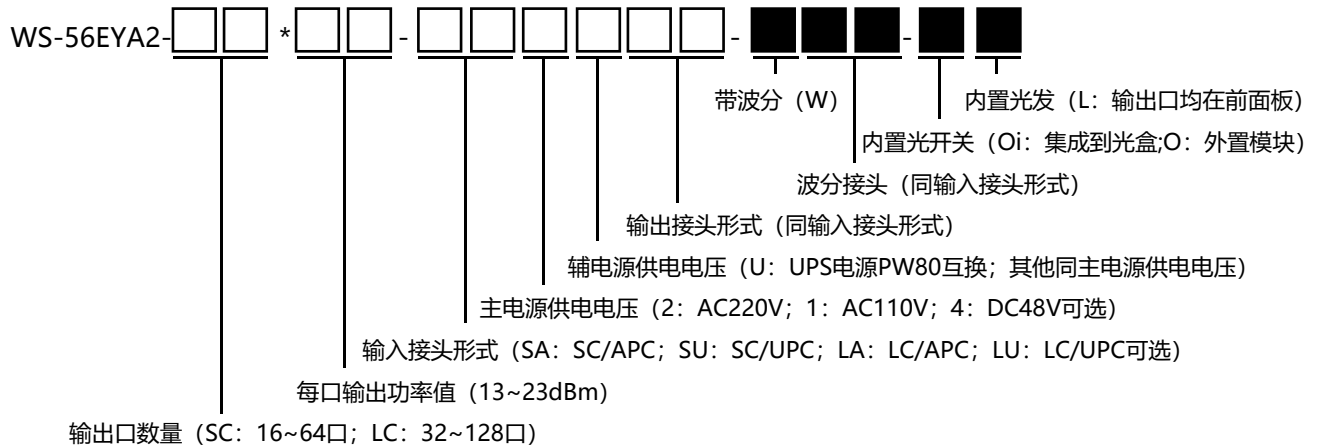 WS-56EYA2-□□*□□-□□□□□□-■■■-■■
带波分（W）
内置光发（L：输出口均在前面板）
内置光开关（Oi：集成到光盒;O：外置模块）
波分接头（同输入接头形式）
输出接头形式（同输入接头形式）
辅电源供电电压（U：UPS电源PW80互换；其他同主电源供电电压）
主电源供电电压（2：AC220V；1：AC110V；4：DC48V可选）
输入接头形式（SA：SC/APC；SU：SC/UPC；LA：LC/APC；LU：LC/UPC可选）
每口输出功率值（13~23dBm）
输出口数量（SC：16~64口；LC：32~128口）